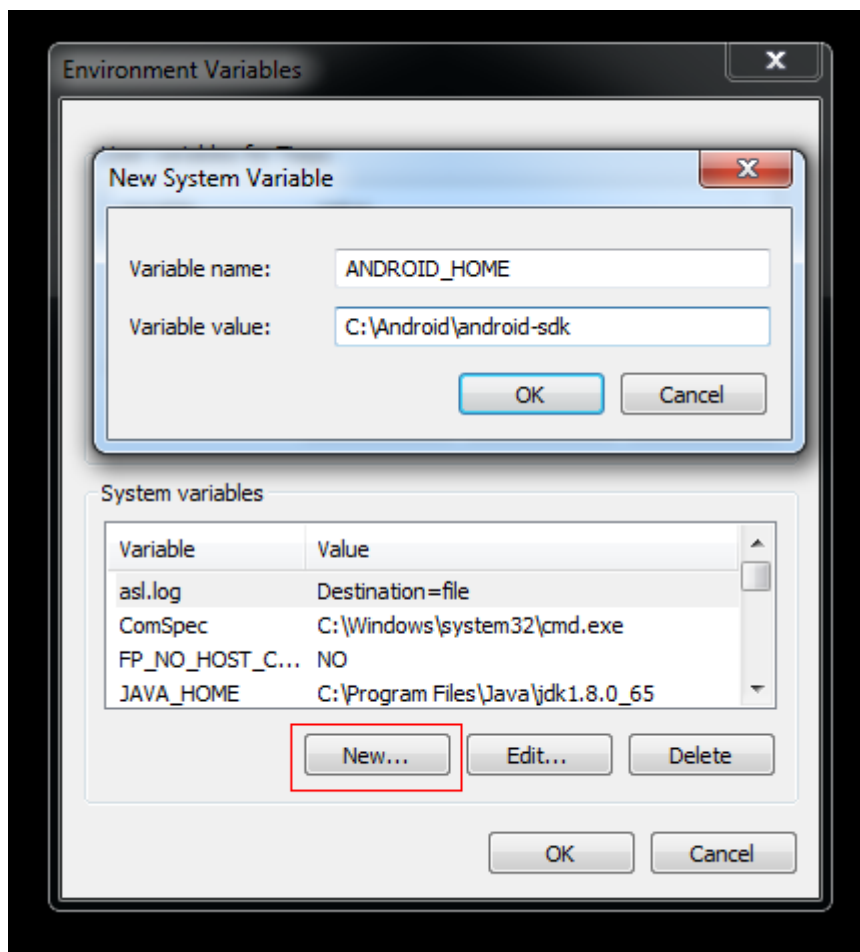 Environment Variables
New System Variable
Variable name: ANDROID_HOME
Variable value: C:\Android\android-sdk
OK Cancel
System variables
Variable Value
asl.log Destination=file
ComSpec C:\Windows\system32\cmd.exe
FP_NO_HOST_C... NO
JAVA_HOME C:\Program Files\Java\jdk1.8.0_65
New... Edit... Delete
OK Cancel